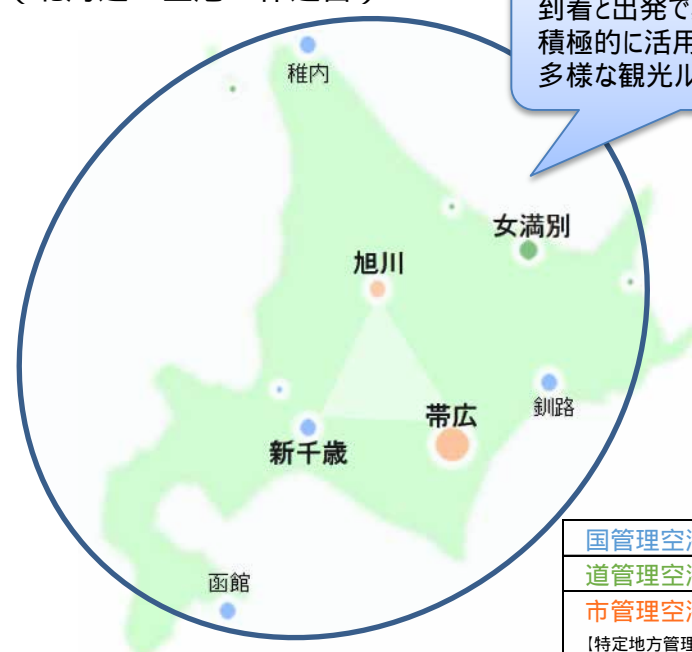 到着と出発で
積極的に活用
多様な観光ル
稚内
女満別
旭川
釧路
帯広
新千歳
函館
国管理空
道管理空
市管理空
【特定地方管理